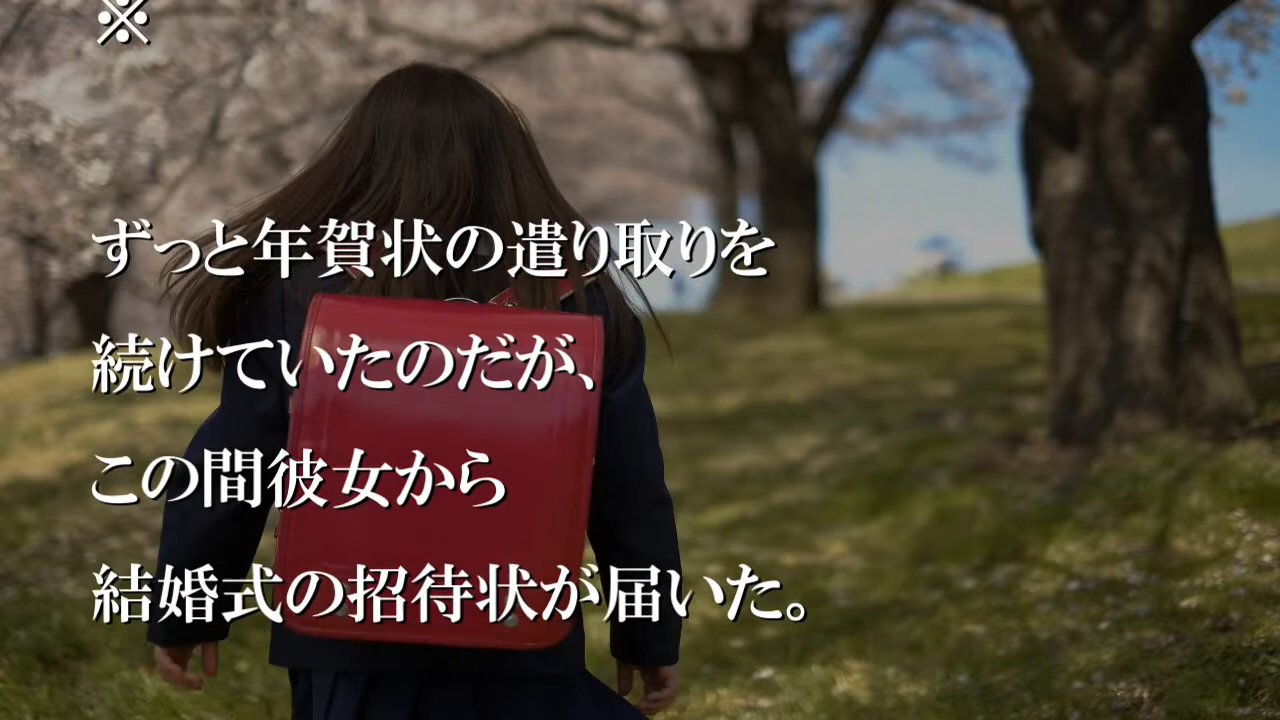 ※
ずっと年賀状の遣り取りを
続けていたのだが、
この間彼女から
結婚式の招待状が届いた。